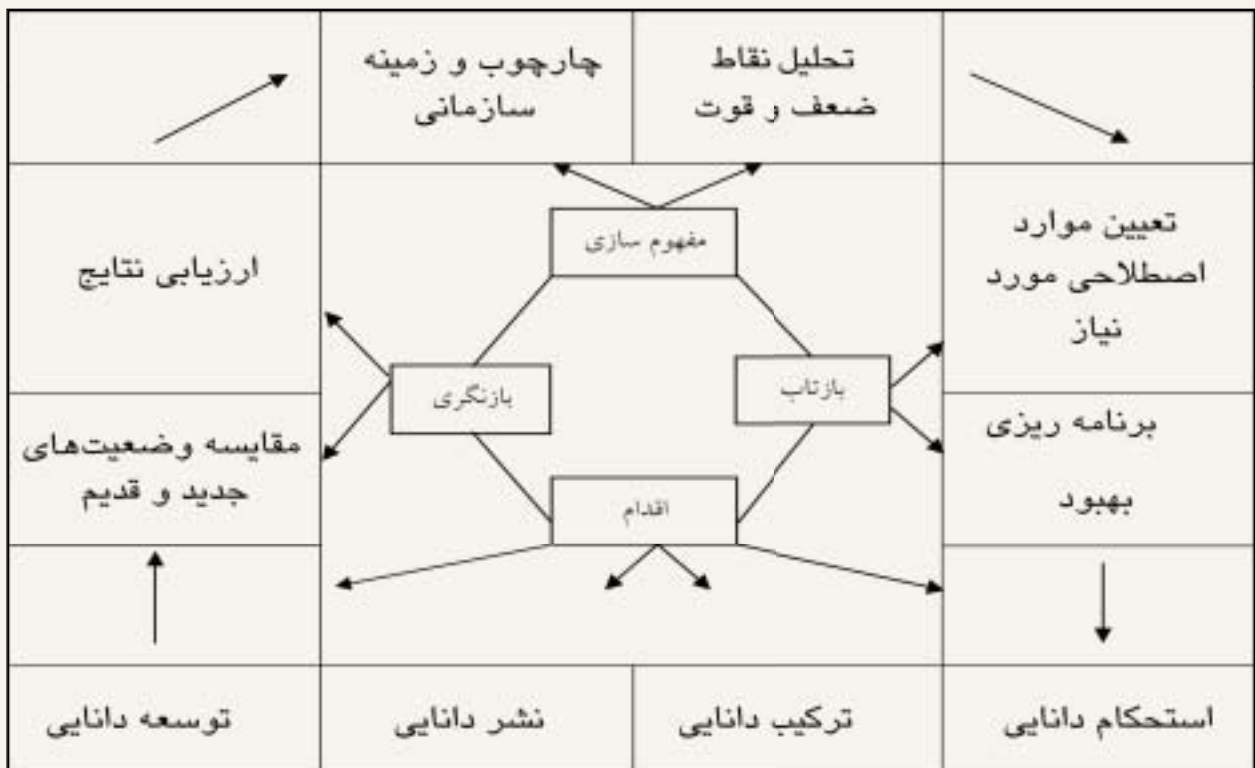 تحلیل نقاط
ضعف و قوت
چارچوب و زمینه
سازمانی
تعیین موارد
اصطلاحی مورد
نیاز
مفهوم سازی
ارزیابی نتایج
بازتاب
بازنگری
برنامه ریزی
بهبود
مقایسه وضعیت‌های
جدید و قدیم
اقدام
استحکام دانایی
ترکیب دانایی
نشر دانایی
توسعه دانایی